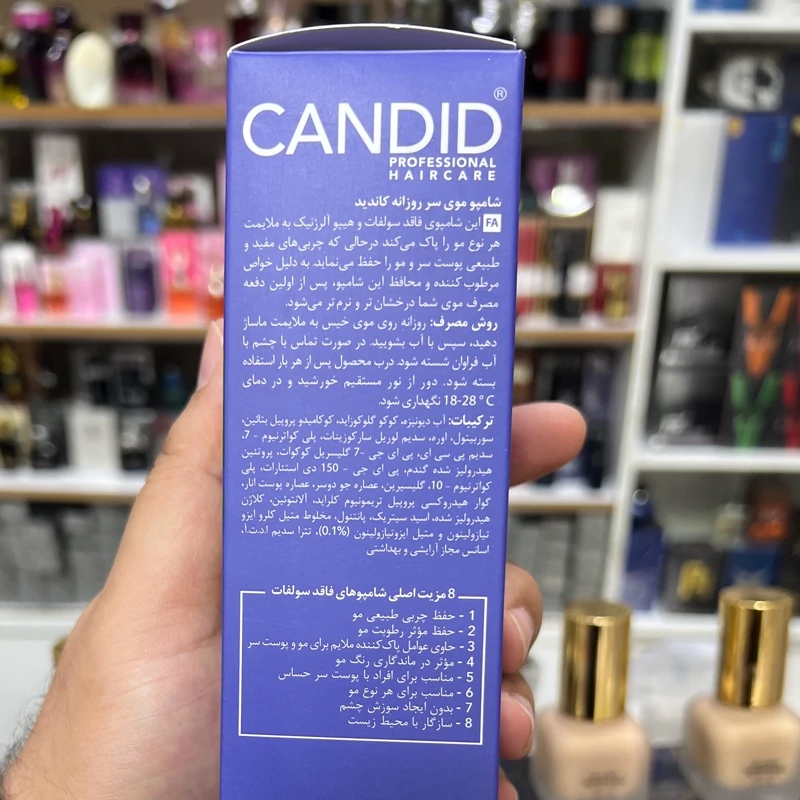 CANDID®
PROFESSIONAL
HAIRCARE
شامپو موی سر روزانه کاندید
FA این شامپوی فاقد سولفات و هیپو آلرژنیک به ملایمت
هر نوع مو را پاک می‌کند درحالی که چربی‌های مفید و
طبیعی پوست سر و مو را حفظ می‌نماید. به دلیل خواص
مرطوب کننده و محافظ این شامپو، پس از اولین دفعه
مصرف موی شما درخشان تر و نرم تر می‌شود.
روش مصرف: روزانه روی موی خیس به ملایمت ماساژ
دهید، سپس با آب بشویید. در صورت تماس با چشم با
آب فراوان شسته شود. درب محصول پس از هر بار استفاده
بسته شود. دور از نور مستقیم خورشید و در دمای
18-28 ° C نگهداری شود.
ترکیبات: آب دیونیزه، کوکو گلوکوزاید، کوکامیدو پروپیل بتائین،
سوربیتول، اوره، سدیم لوریل سارکوزینات، پلی کواترنیوم - 7،
سدیم پی سی ای، پی ای جی - 7 گلیسریل کوکوات، پروتئین
هیدرولیز شده گندم، پی ای جی - 150 دی استئارات، پلی
کواترنیوم - 10، گلیسیرین، عصاره جو دوسر، عصاره پوست انار،
گوار هیدروکسی پروپیل تریمونیوم کلراید، آلانتوئین، کلاژن
هیدرولیز شده، اسید سیتریک، پانتنول، مخلوط متیل کلرو ایزو
تیازولینون و متیل ایزوتیازولینون (0.1%)، تترا سدیم ا.د.ت.آ،
اسانس مجاز آرایشی و بهداشتی
8 مزیت اصلی شامپوهای فاقد سولفات
1 - حفظ چربی طبیعی مو
2 - حفظ مؤثر رطوبت مو
3 - حاوی عوامل پاک‌کننده ملایم برای مو و پوست سر
4 - مؤثر در ماندگاری رنگ مو
5 - مناسب برای افراد با پوست سر حساس
6 - مناسب برای هر نوع مو
7 - بدون ایجاد سوزش چشم
8 - سازگار با محیط زیست